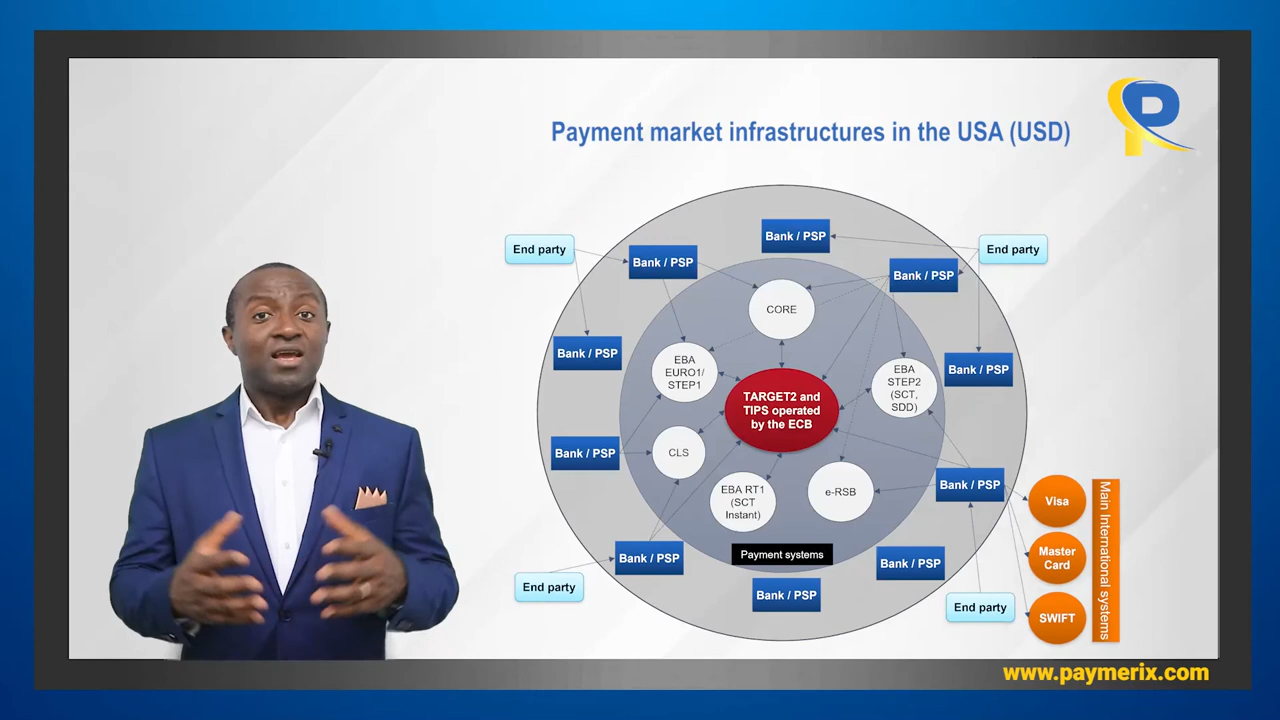 Payment market infrastructures in the USA (USD)
P
End party
Bank / PSP
Bank / PSP
Bank / PSP
End party
Bank / PSP
Bank / PSP
CORE
EBA
EURO1/
STEP1
EBA
STEP2
(SCT,
SDD)
TARGET2 and
TIPS operated
by the ECB
Bank / PSP
Bank / PSP
CLS
EBA RT1
(SCT
Instant)
e-RSB
Bank / PSP
Payment systems
Bank / PSP
Bank / PSP
Bank / PSP
End party
End party
Visa
Master
Card
SWIFT
Main International systems
www.paymerix.com